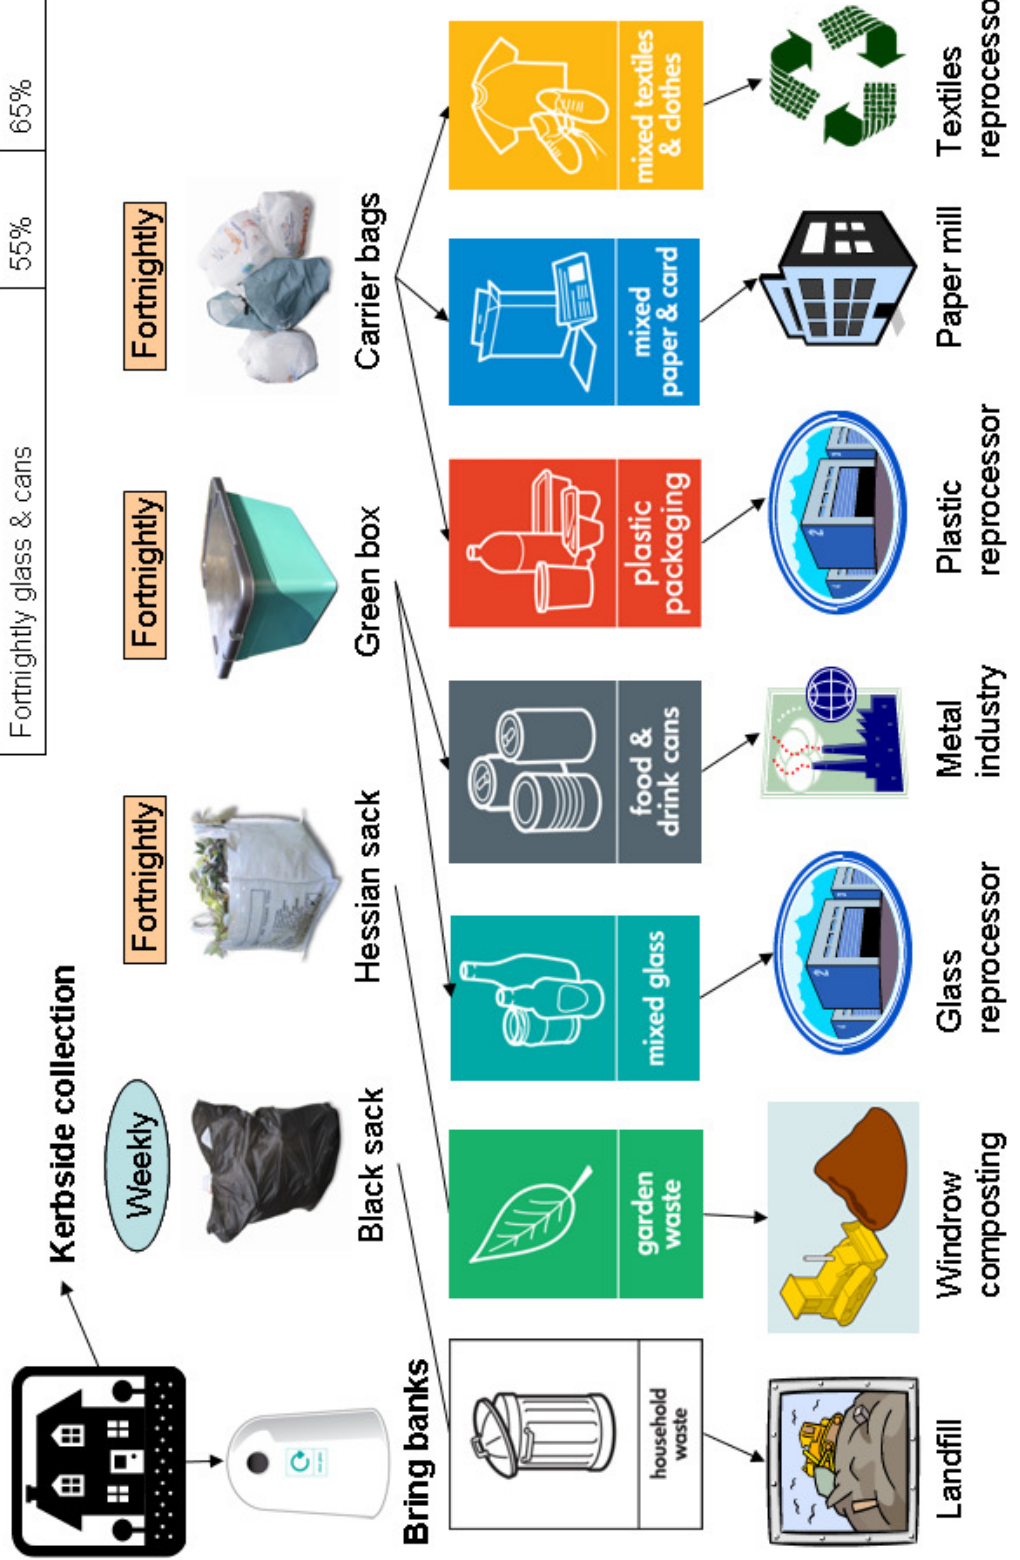 Fortnightly glass & cans 55% 65%
Kerbside collection
Weekly
Fortnightly
Fortnightly
Fortnightly
Black sack
Hessian sack
Green box
Carrier bags
Bring banks
household
waste
garden
waste
mixed glass
food &
drink cans
plastic
packaging
mixed
paper & card
mixed textiles
& clothes
Landfill
Windrow
composting
Glass
reprocessor
Metal
industry
Plastic
reprocessor
Paper mill
Textiles
reprocesso